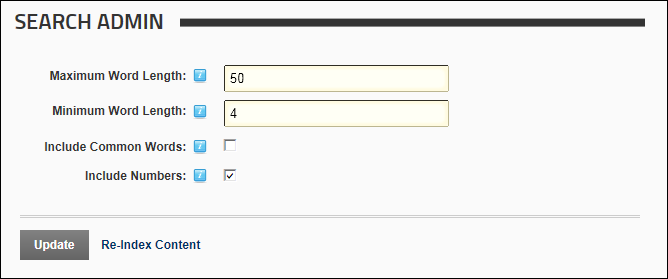 SEARCH ADMIN
Maximum Word Length: 50
Minimum Word Length: 4
Include Common Words:
Include Numbers:
Update Re-Index Content